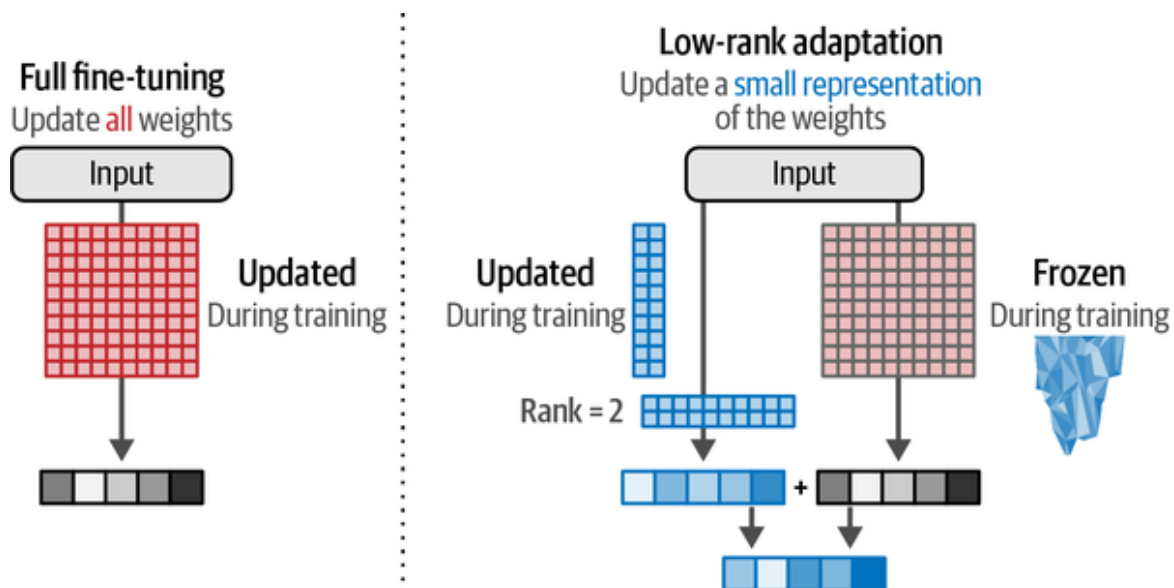 Full fine-tuning
Update all weights
Input
Updated
During training
Low-rank adaptation
Update a small representation
of the weights
Input
Updated
During training
Frozen
During training
Rank = 2
+